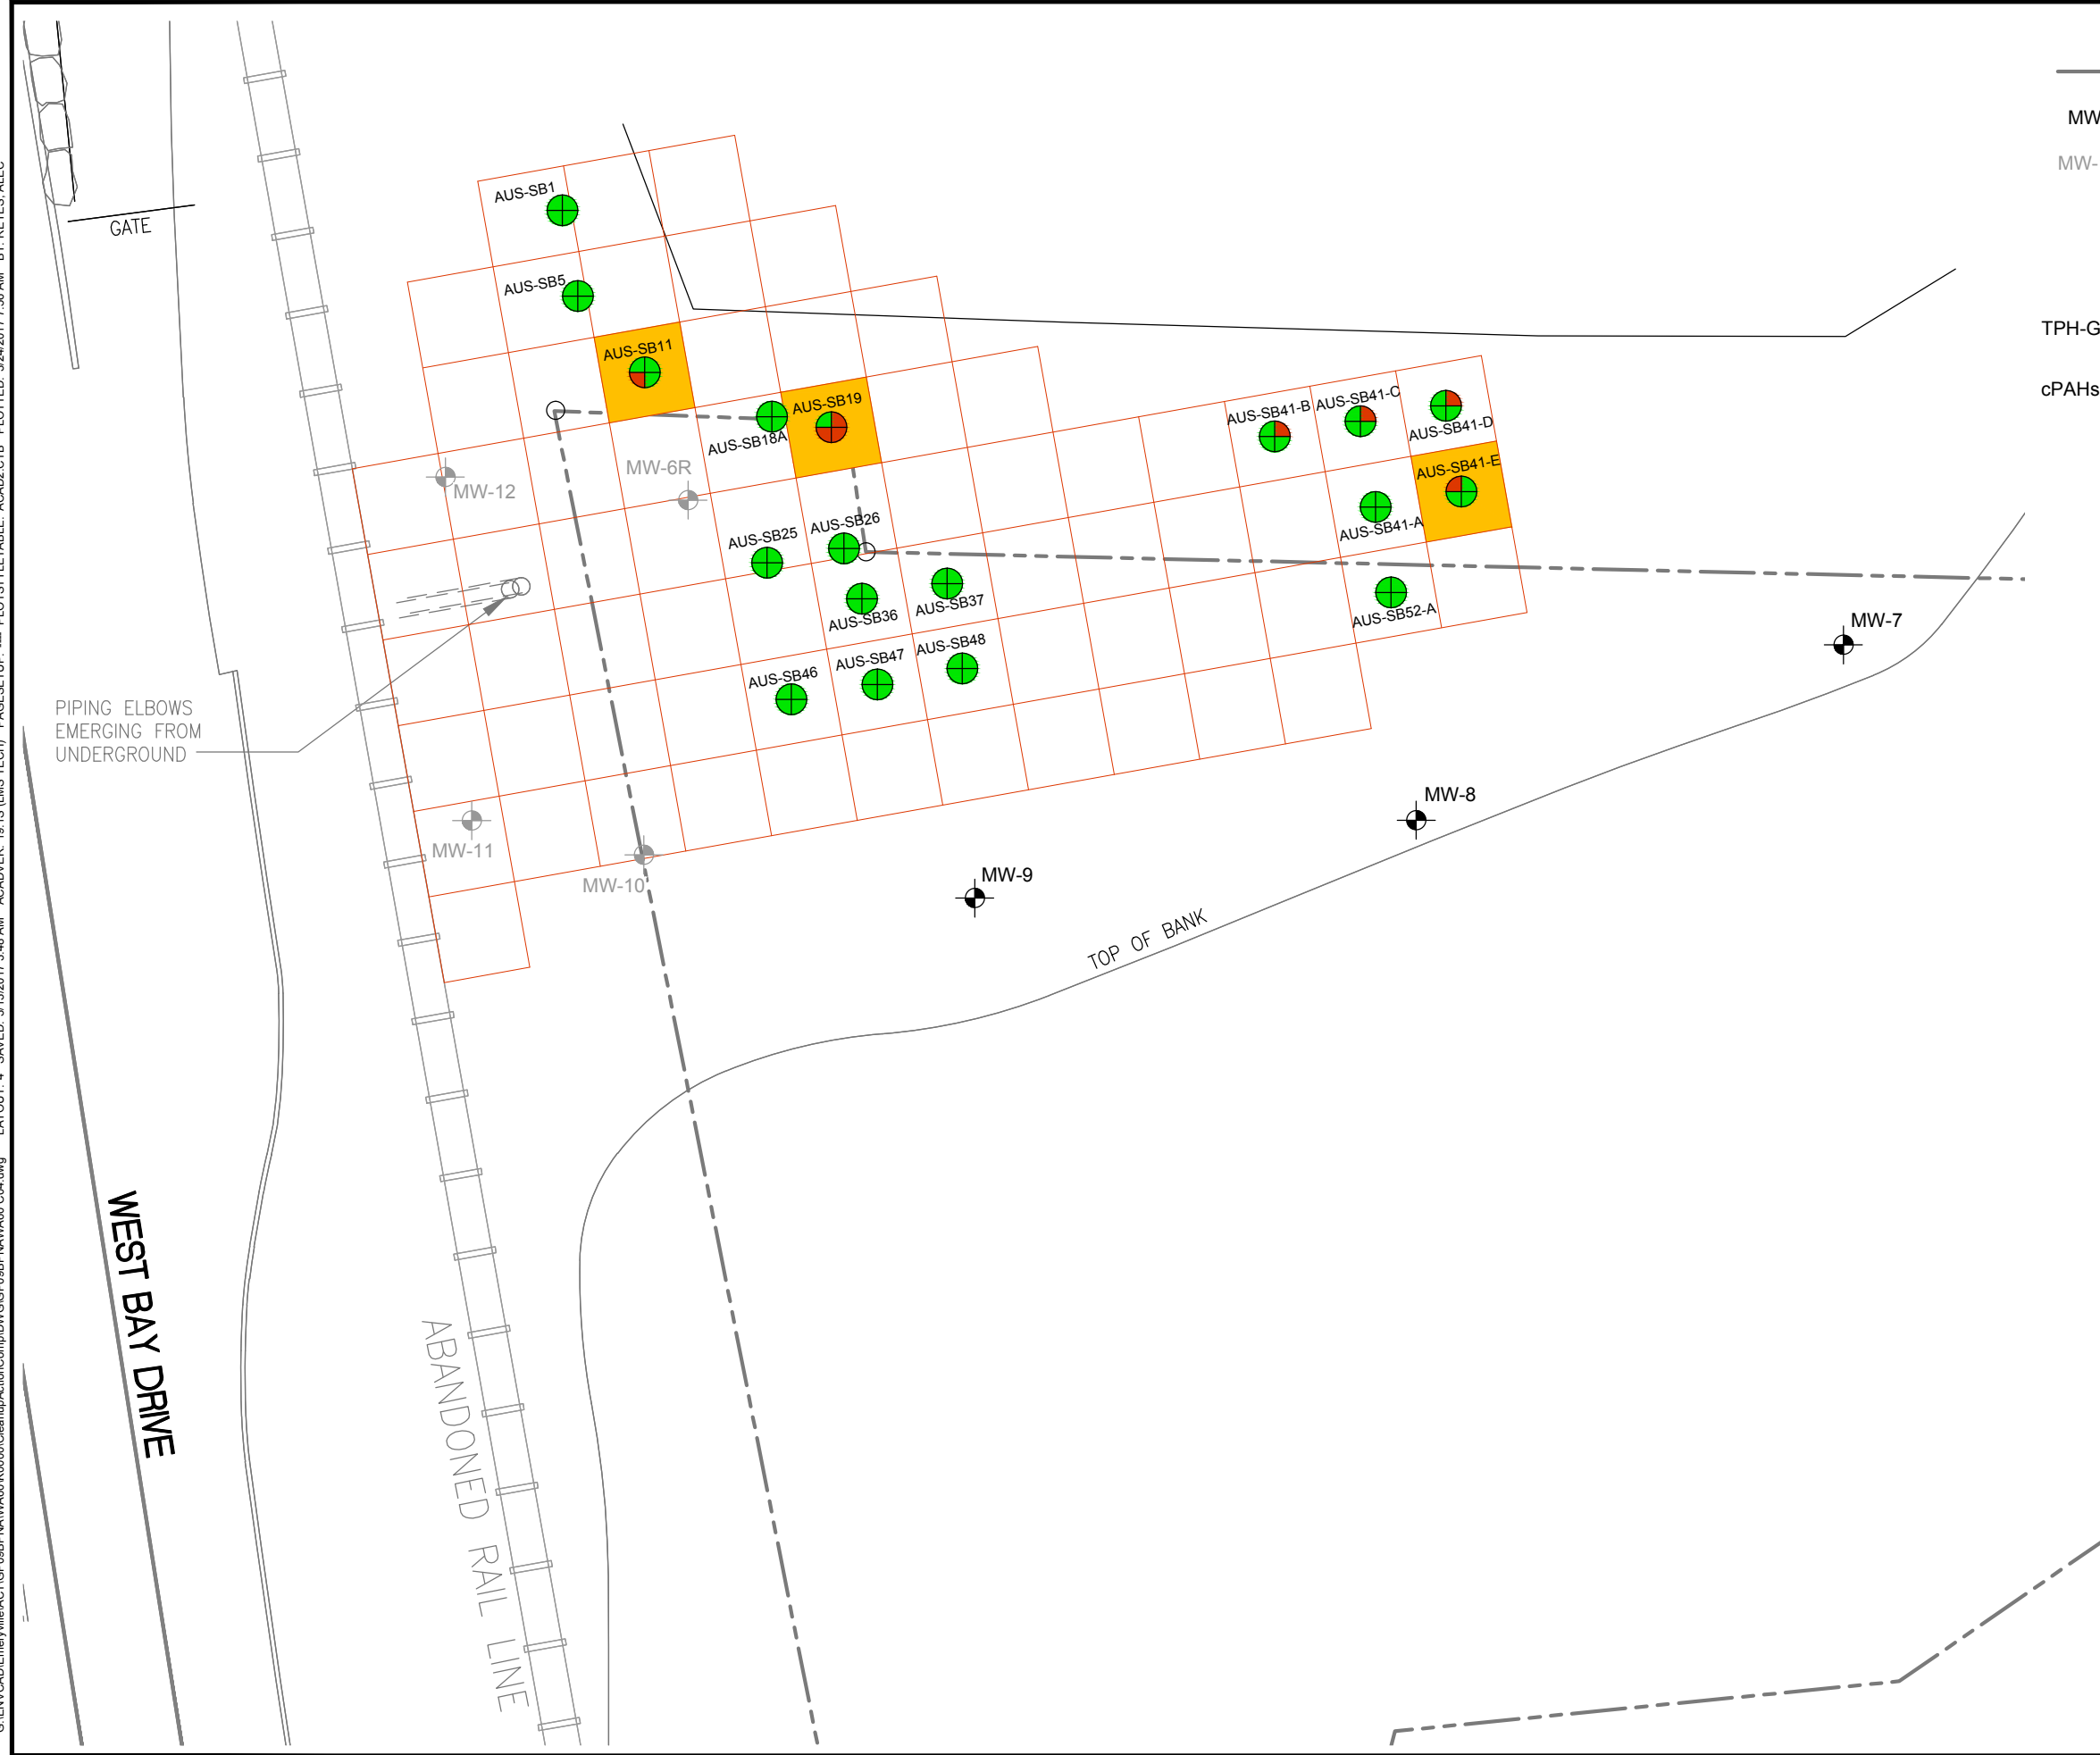 MW
MW-
TPH-G
cPAHs
GATE
AUS-SB1
AUS-SB5
AUS-SB11
AUS-SB19
AUS-SB18A
AUS-SB41-B
AUS-SB41-C
AUS-SB41-D
AUS-SB41-E
AUS-SB41-A
AUS-SB52-A
MW-12
MW-6R
AUS-SB25
AUS-SB26
AUS-SB36
AUS-SB37
AUS-SB46
AUS-SB47
AUS-SB48
MW-7
PIPING ELBOWS
EMERGING FROM
UNDERGROUND
MW-8
MW-11
MW-10
MW-9
TOP OF BANK
WEST BAY DRIVE
ABANDONED RAIL LINE